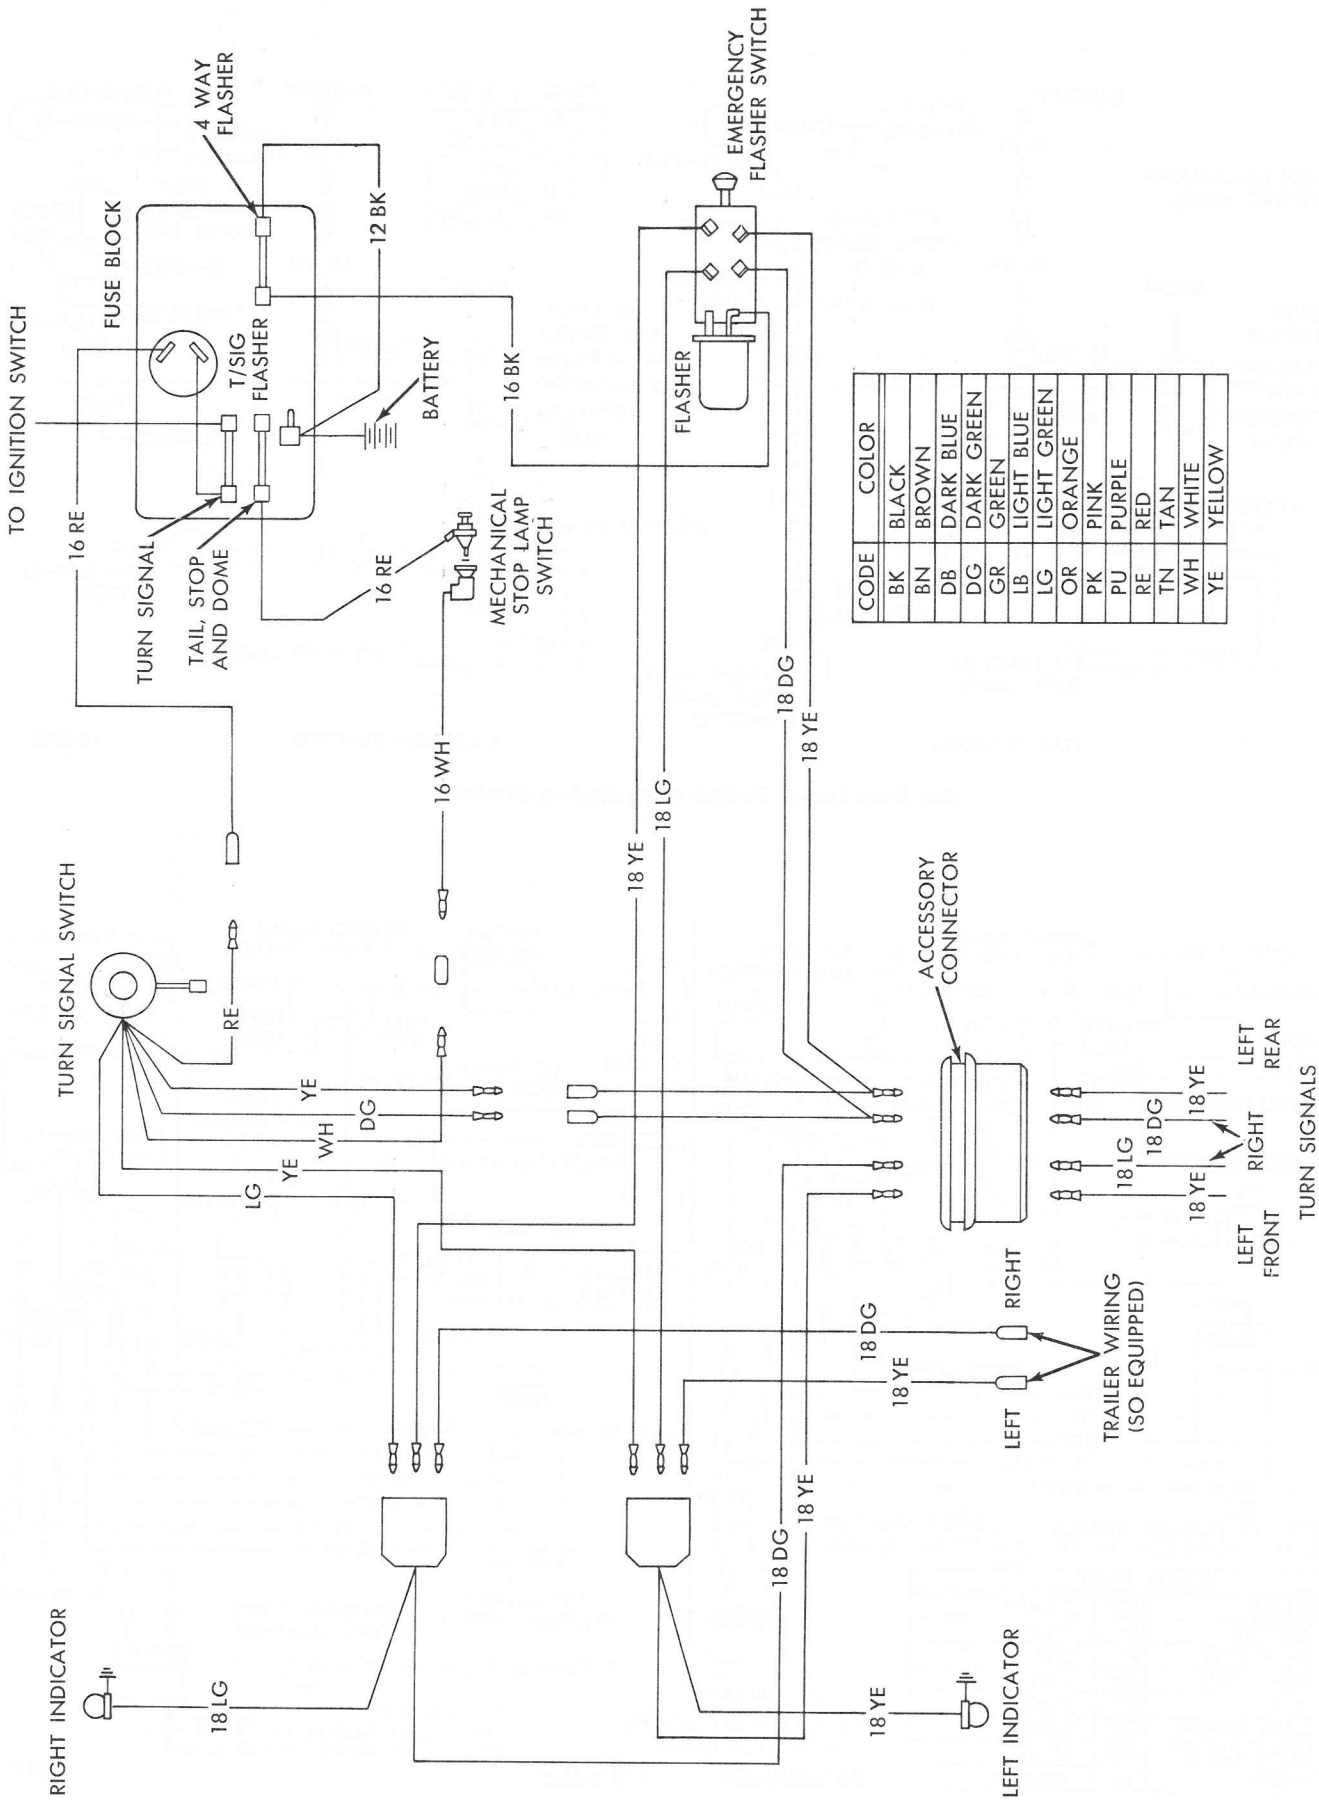 TO IGNITION SWITCH
FUSE BLOCK
4 WAY
FLASHER
T/SIG
FLASHER
12 BK
BATTERY
16 BK
16 RE
TURN SIGNAL
TAIL, STOP
AND DOME
16 RE
MECHANICAL
STOP LAMP
SWITCH
16 WH
EMERGENCY
FLASHER SWITCH
FLASHER
TURN SIGNAL SWITCH
RE
YE
DG
WH
YE
LG
18 YE
18 LG
18 DG
18 YE
CODE COLOR
BK BLACK
BN BROWN
DB DARK BLUE
DG DARK GREEN
GR GREEN
LB LIGHT BLUE
LG LIGHT GREEN
OR ORANGE
PK PINK
PU PURPLE
RE RED
TN TAN
WH WHITE
YE YELLOW
ACCESSORY
CONNECTOR
18 YE
18 DG
18 LG
18 YE
LEFT
REAR
RIGHT
LEFT
FRONT
TURN SIGNALS
18 DG
18 YE
RIGHT
LEFT
TRAILER WIRING
(SO EQUIPPED)
18 DG
18 YE
RIGHT INDICATOR
18 LG
18 YE
LEFT INDICATOR